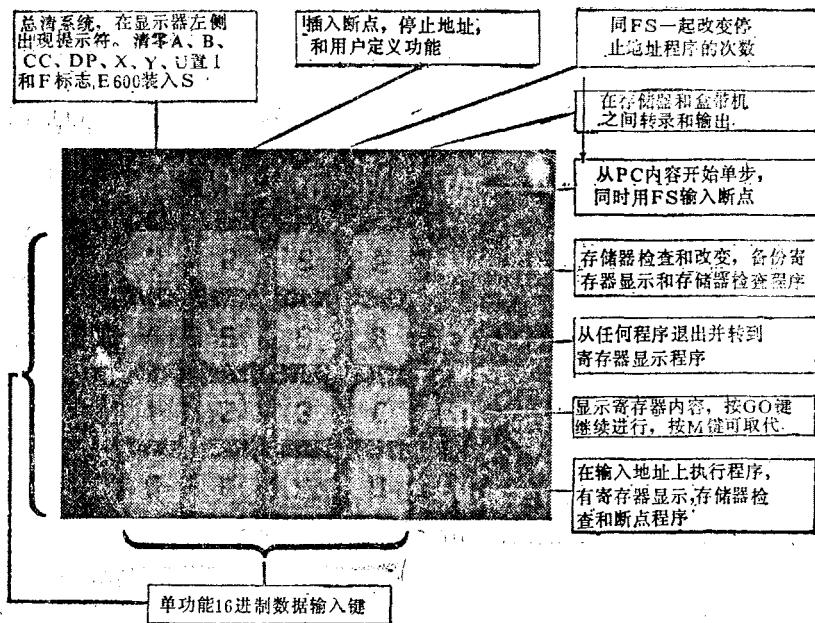 总清系统，在显示器左侧
出现提示符。清零A、B、
CC、DP、X、Y、U置I
和F标志，E600装入S
插入断点，停止地址，
和用户定义功能
同FS一起改变停
止地址程序的次数
在存储器和盒带机
之间转录和输出
从PC内容开始单步，
同时用FS输入断点
存储器检查和改变，备份寄
存器显示和存储器检查程序
从任何程序退出并转到
寄存器显示程序
显示寄存器内容，按GO键
继续进行，按M键可取代
在输入地址上执行程序，
有寄存器显示，存储器检
查和断点程序
单功能16进制数据输入键